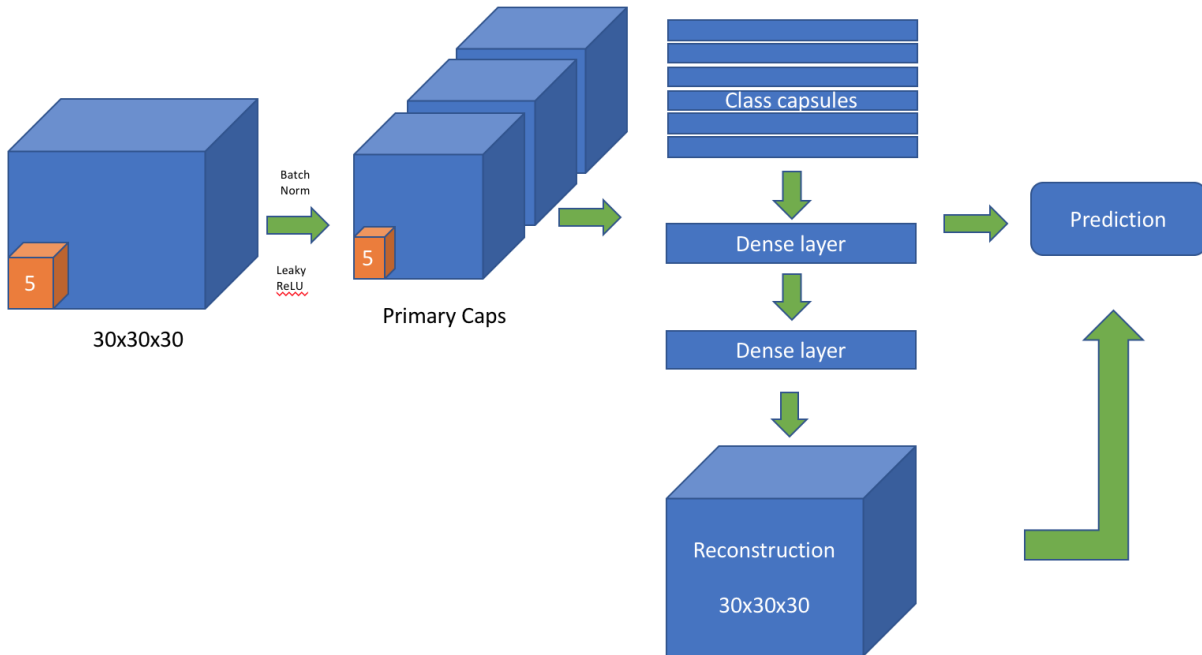 5
30x30x30
Batch
Norm
Leaky
ReLU
5
Primary Caps
Class capsules
Dense layer
Dense layer
Reconstruction
30x30x30
Prediction